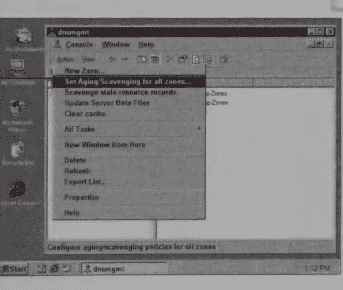 dnsmgmt
Console Window Help
Action View
New Zone...
Set Aging/Scavenging for all zones...
Scavenge stale resource records
Update Server Data Files
Clear cache
All Tasks
New Window from Here
Delete
Refresh
Export List...
Properties
Help
p Zones
Zones
Configure aging/scavenging policies for all zones
Start
dnsmgmt
1:12 PM